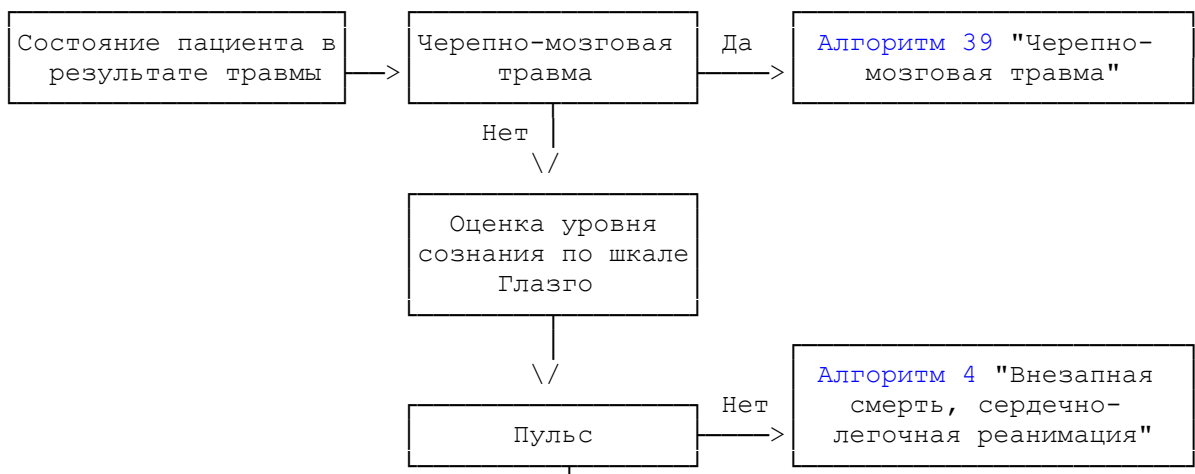 Состояние пациента в
результате травмы
Черепно-мозговая
травма
Да
Алгоритм 39 "Черепно-
мозговая травма"
Нет
Оценка уровня
сознания по шкале
Глазго
Пульс
Нет
Алгоритм 4 "Внезапная
смерть, сердечно-
легочная реанимация"